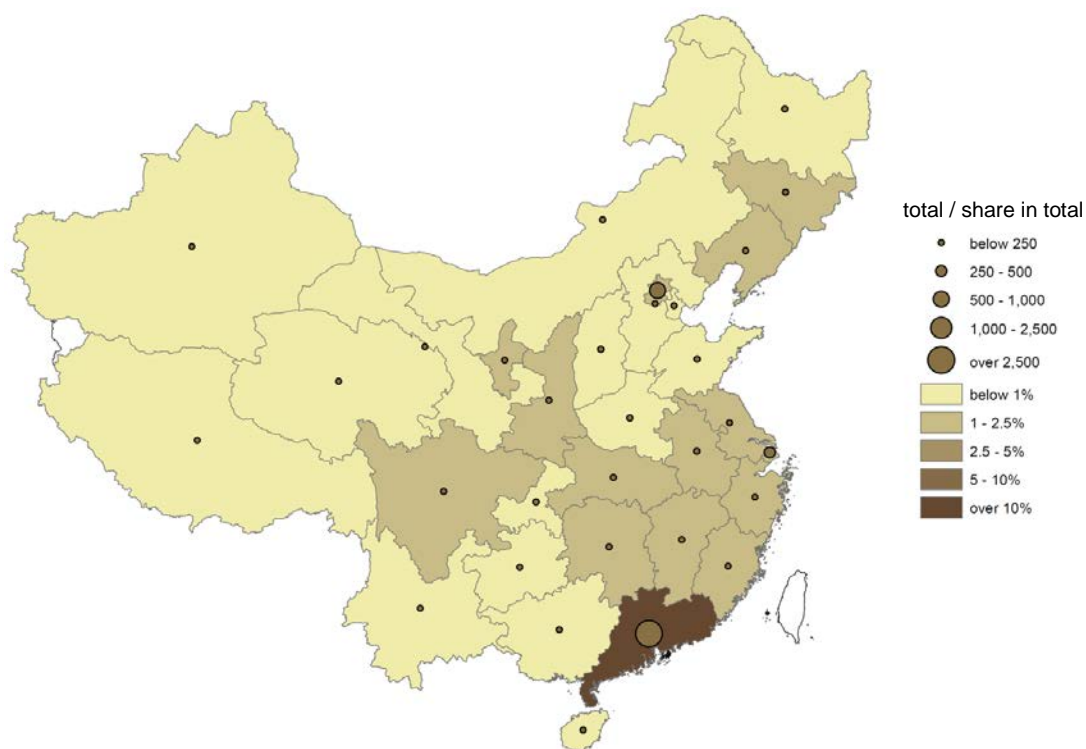 total / share in total
below 250
250 - 500
500 - 1,000
1,000 - 2,500
over 2,500
below 1%
1 - 2.5%
2.5 - 5%
5 - 10%
over 10%